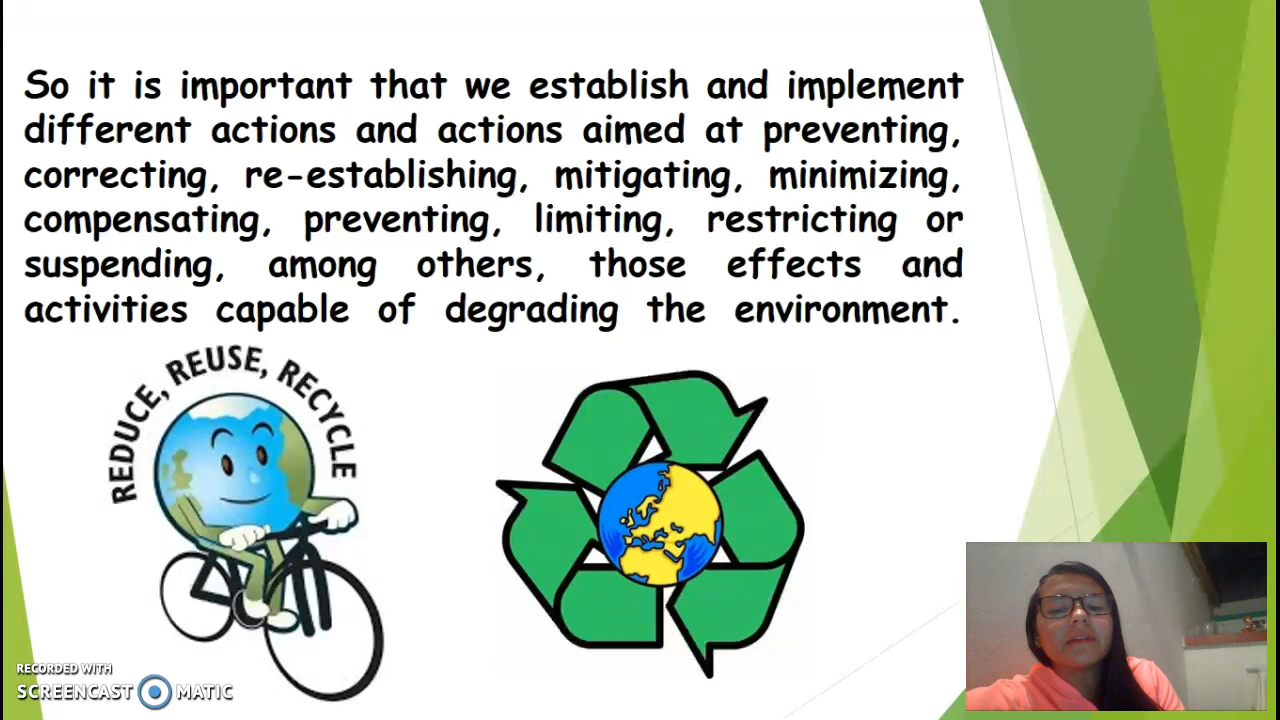 So it is important that we establish and implement
different actions and actions aimed at preventing,
correcting, re-establishing, mitigating, minimizing,
compensating, preventing, limiting, restricting or
suspending, among others, those effects and
activities capable of degrading the environment.
REDUCE, REUSE, RECYCLE
RECORDED WITH
SCREENCAST MATIC